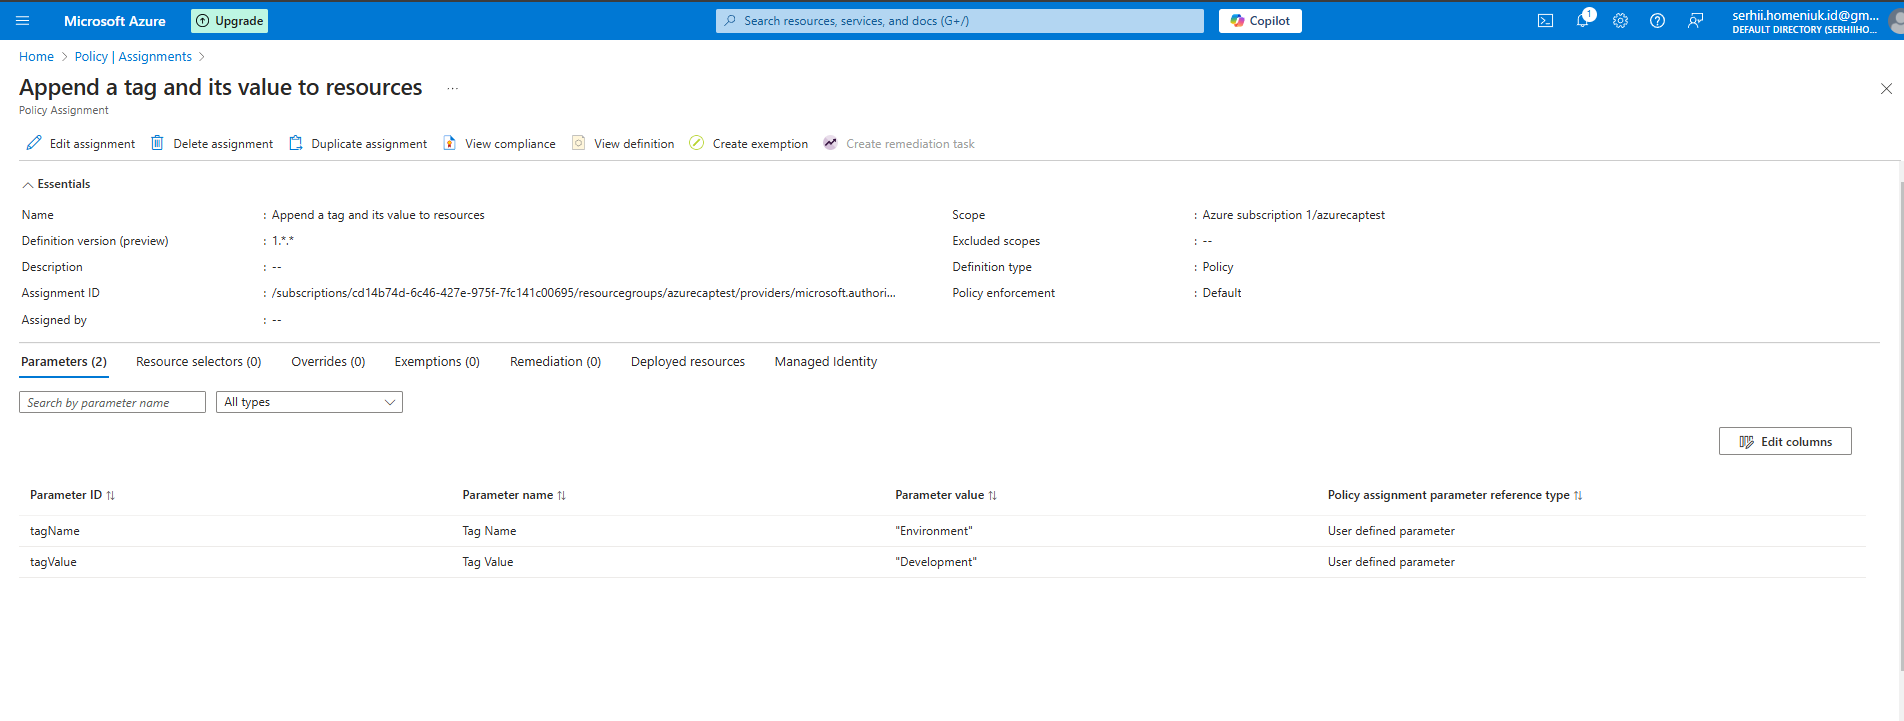 Microsoft Azure
Upgrade
Search resources, services, and docs (G+/)
Copilot
1
serhii.homeniuk.id@gm...
DEFAULT DIRECTORY (SERHIIHO...
Home > Policy | Assignments >
Append a tag and its value to resources ...
Policy Assignment
Edit assignment Delete assignment Duplicate assignment View compliance View definition Create exemption Create remediation task
Essentials
Name : Append a tag and its value to resources
Definition version (preview) : 1.*.*
Description : --
Assignment ID : /subscriptions/cd14b74d-6c46-427e-975f-7fc141c00695/resourcegroups/azurecaptest/providers/microsoft.authori...
Assigned by : --
Scope : Azure subscription 1/azurecaptest
Excluded scopes : --
Definition type : Policy
Policy enforcement : Default
Parameters (2) Resource selectors (0) Overrides (0) Exemptions (0) Remediation (0) Deployed resources Managed Identity
Search by parameter name All types
Edit columns
Parameter ID Parameter name Parameter value Policy assignment parameter reference type
tagName Tag Name "Environment" User defined parameter
tagValue Tag Value "Development" User defined parameter